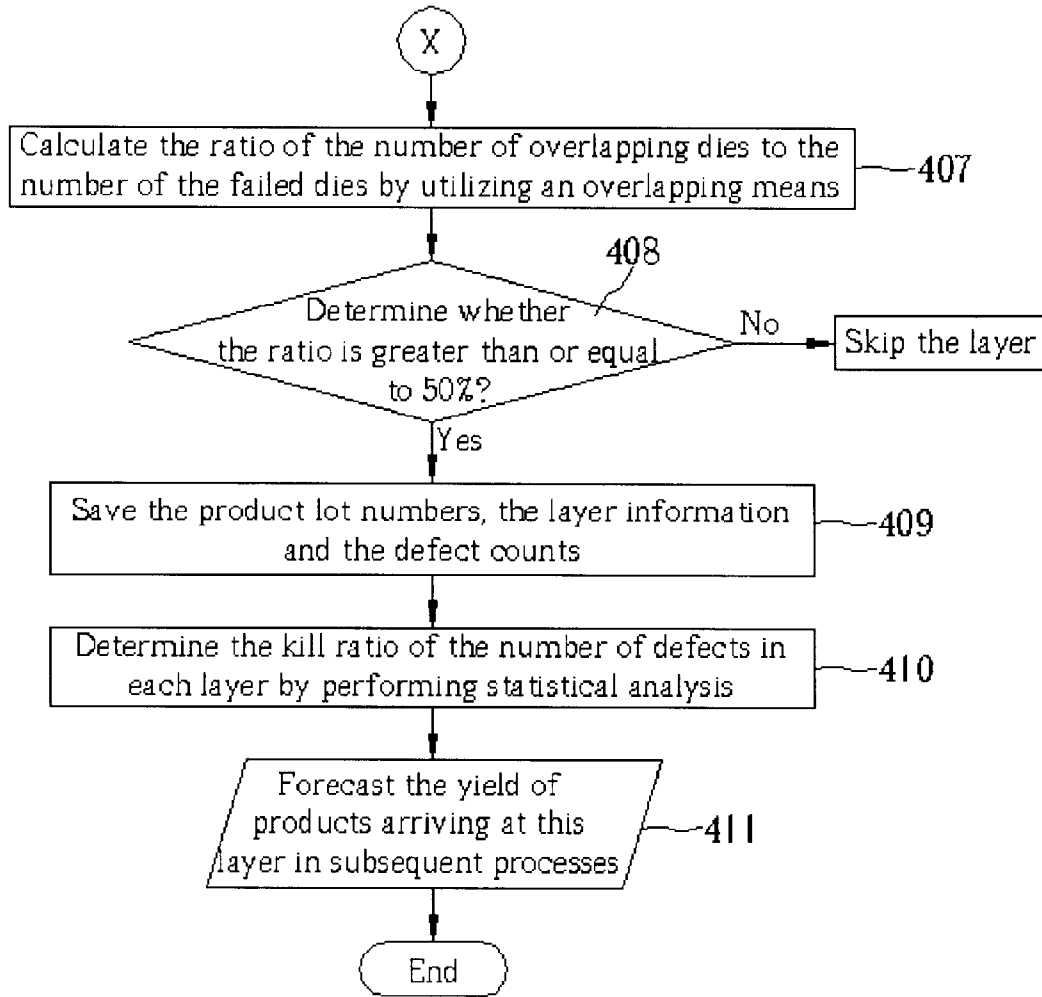 X
Calculate the ratio of the number of overlapping dies to the
number of the failed dies by utilizing an overlapping means
407
408
Determine whether
the ratio is greater than or equal
to 50%?
No
Skip the layer
Yes
Save the product lot numbers, the layer information
and the defect counts
409
Determine the kill ratio of the number of defects in
each layer by performing statistical analysis
410
Forecast the yield of
products arriving at this
layer in subsequent processes
411
End